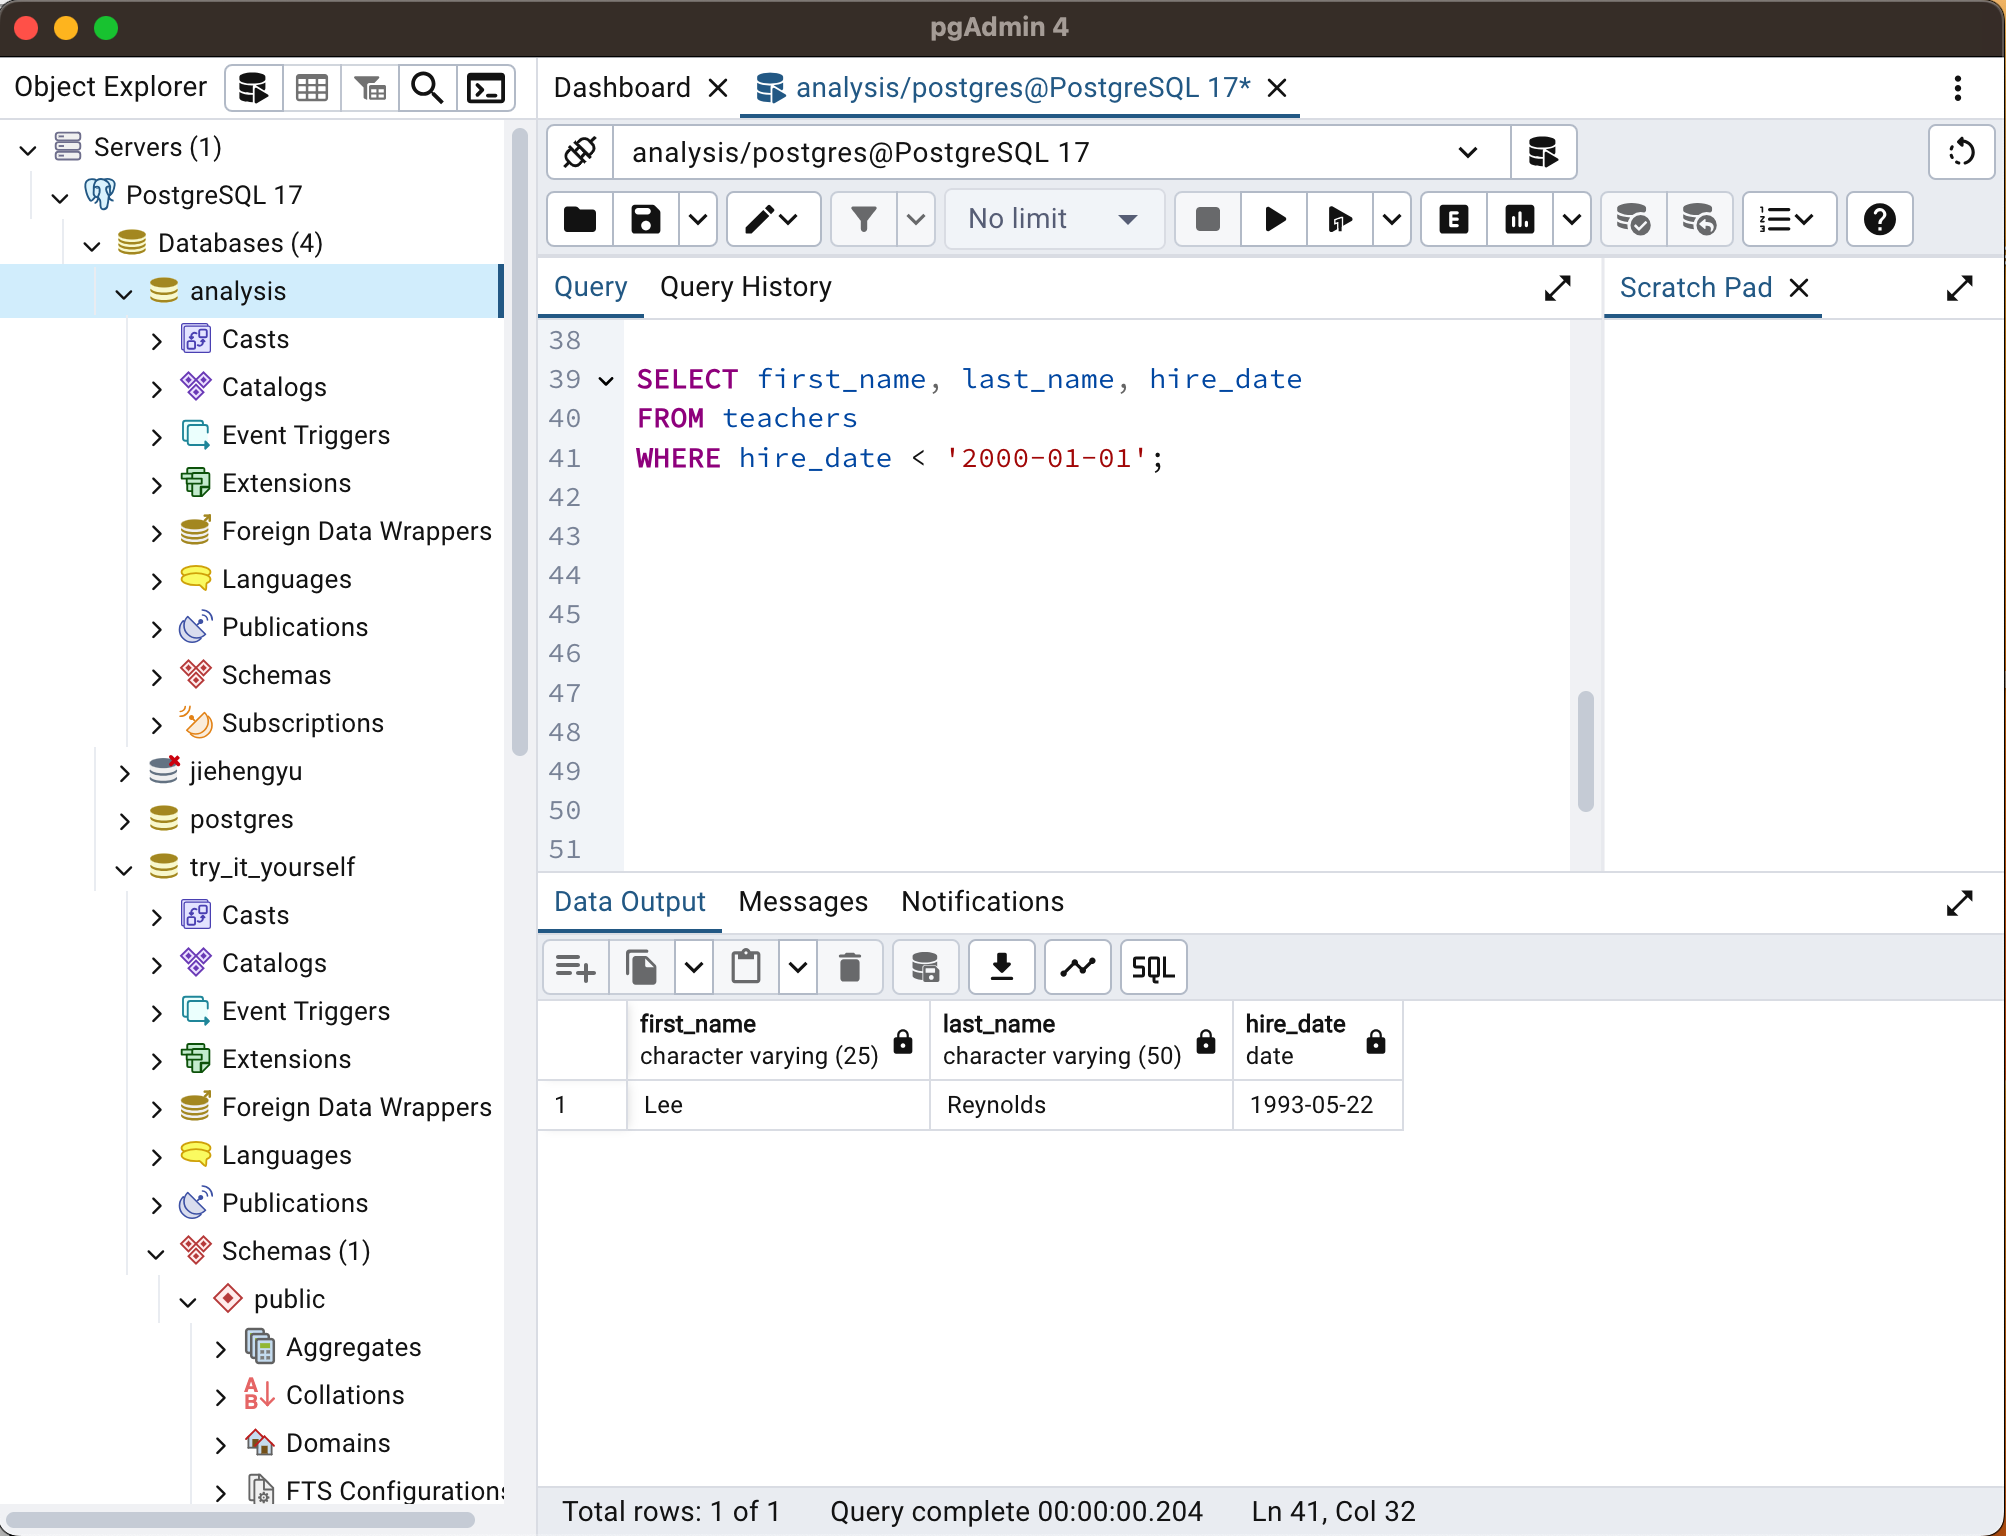 pgAdmin 4
Object Explorer
Servers (1)
PostgreSQL 17
Databases (4)
analysis
Casts
Catalogs
Event Triggers
Extensions
Foreign Data Wrappers
Languages
Publications
Schemas
Subscriptions
jiehengyu
postgres
try_it_yourself
Casts
Catalogs
Event Triggers
Extensions
Foreign Data Wrappers
Languages
Publications
Schemas (1)
public
Aggregates
Collations
Domains
FTS Configurations
Dashboard
analysis/postgres@PostgreSQL 17*
analysis/postgres@PostgreSQL 17
No limit
Query Query History
Scratch Pad
38
39 SELECT first_name, last_name, hire_date
40 FROM teachers
41 WHERE hire_date < '2000-01-01';
42
43
44
45
46
47
48
49
50
51
Data Output Messages Notifications
SQL
first_name last_name hire_date
character varying (25) character varying (50) date
1 Lee Reynolds 1993-05-22
Total rows: 1 of 1 Query complete 00:00:00.204 Ln 41, Col 32